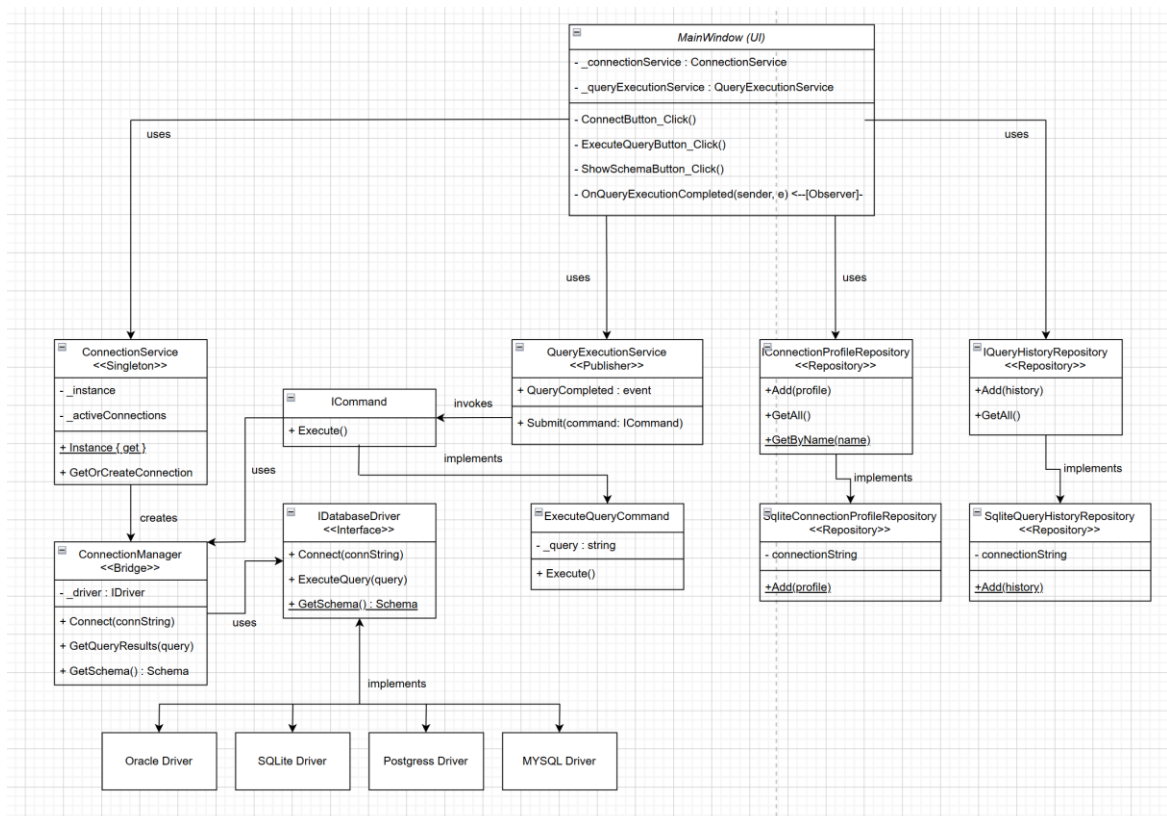 MainWindow (UI)
- _connectionService : ConnectionService
- _queryExecutionService : QueryExecutionService
- ConnectButton_Click()
- ExecuteQueryButton_Click()
- ShowSchemaButton_Click()
- OnQueryExecutionCompleted(sender, e) <--[Observer]-
uses
uses
uses
uses
ConnectionService
<<Singleton>>
- _instance
- _activeConnections
+ Instance { get }
+ GetOrCreateConnection
ICommand
+ Execute()
invokes
QueryExecutionService
<<Publisher>>
+ QueryCompleted : event
+ Submit(command: ICommand)
IConnectionProfileRepository
<<Repository>>
+Add(profile)
+GetAll()
+GetByName(name)
IQueryHistoryRepository
<<Repository>>
+Add(history)
+GetAll()
uses
implements
implements
implements
creates
ConnectionManager
<<Bridge>>
- _driver : IDriver
+ Connect(connString)
+ GetQueryResults(query)
+ GetSchema() : Schema
uses
IDatabaseDriver
<<Interface>>
+ Connect(connString)
+ ExecuteQuery(query)
+ GetSchema() : Schema
ExecuteQueryCommand
- _query : string
+ Execute()
SqliteConnectionProfileRepository
<<Repository>>
- connectionString
+Add(profile)
SqliteQueryHistoryRepository
<<Repository>>
- connectionString
+Add(history)
implements
Oracle Driver
SQLite Driver
Postgress Driver
MYSQL Driver